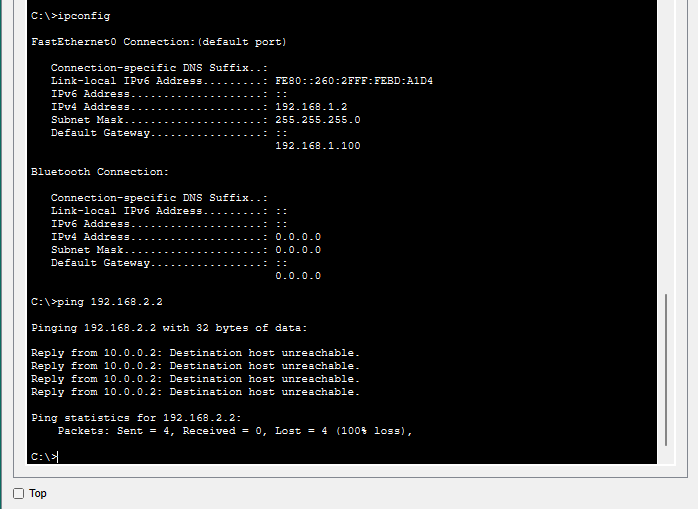 C:\>ipconfig
FastEthernet0 Connection:(default port)
Connection-specific DNS Suffix..:
Link-local IPv6 Address.........: FE80::260:2FFF:FEBD:A1D4
IPv6 Address....................: ::
IPv4 Address....................: 192.168.1.2
Subnet Mask.....................: 255.255.255.0
Default Gateway.................: ::
192.168.1.100
Bluetooth Connection:
Connection-specific DNS Suffix..:
Link-local IPv6 Address.........: ::
IPv6 Address....................: ::
IPv4 Address....................: 0.0.0.0
Subnet Mask.....................: 0.0.0.0
Default Gateway.................: ::
0.0.0.0
C:\>ping 192.168.2.2
Pinging 192.168.2.2 with 32 bytes of data:
Reply from 10.0.0.2: Destination host unreachable.
Reply from 10.0.0.2: Destination host unreachable.
Reply from 10.0.0.2: Destination host unreachable.
Reply from 10.0.0.2: Destination host unreachable.
Ping statistics for 192.168.2.2:
Packets: Sent = 4, Received = 0, Lost = 4 (100% loss),
C:\>
Top